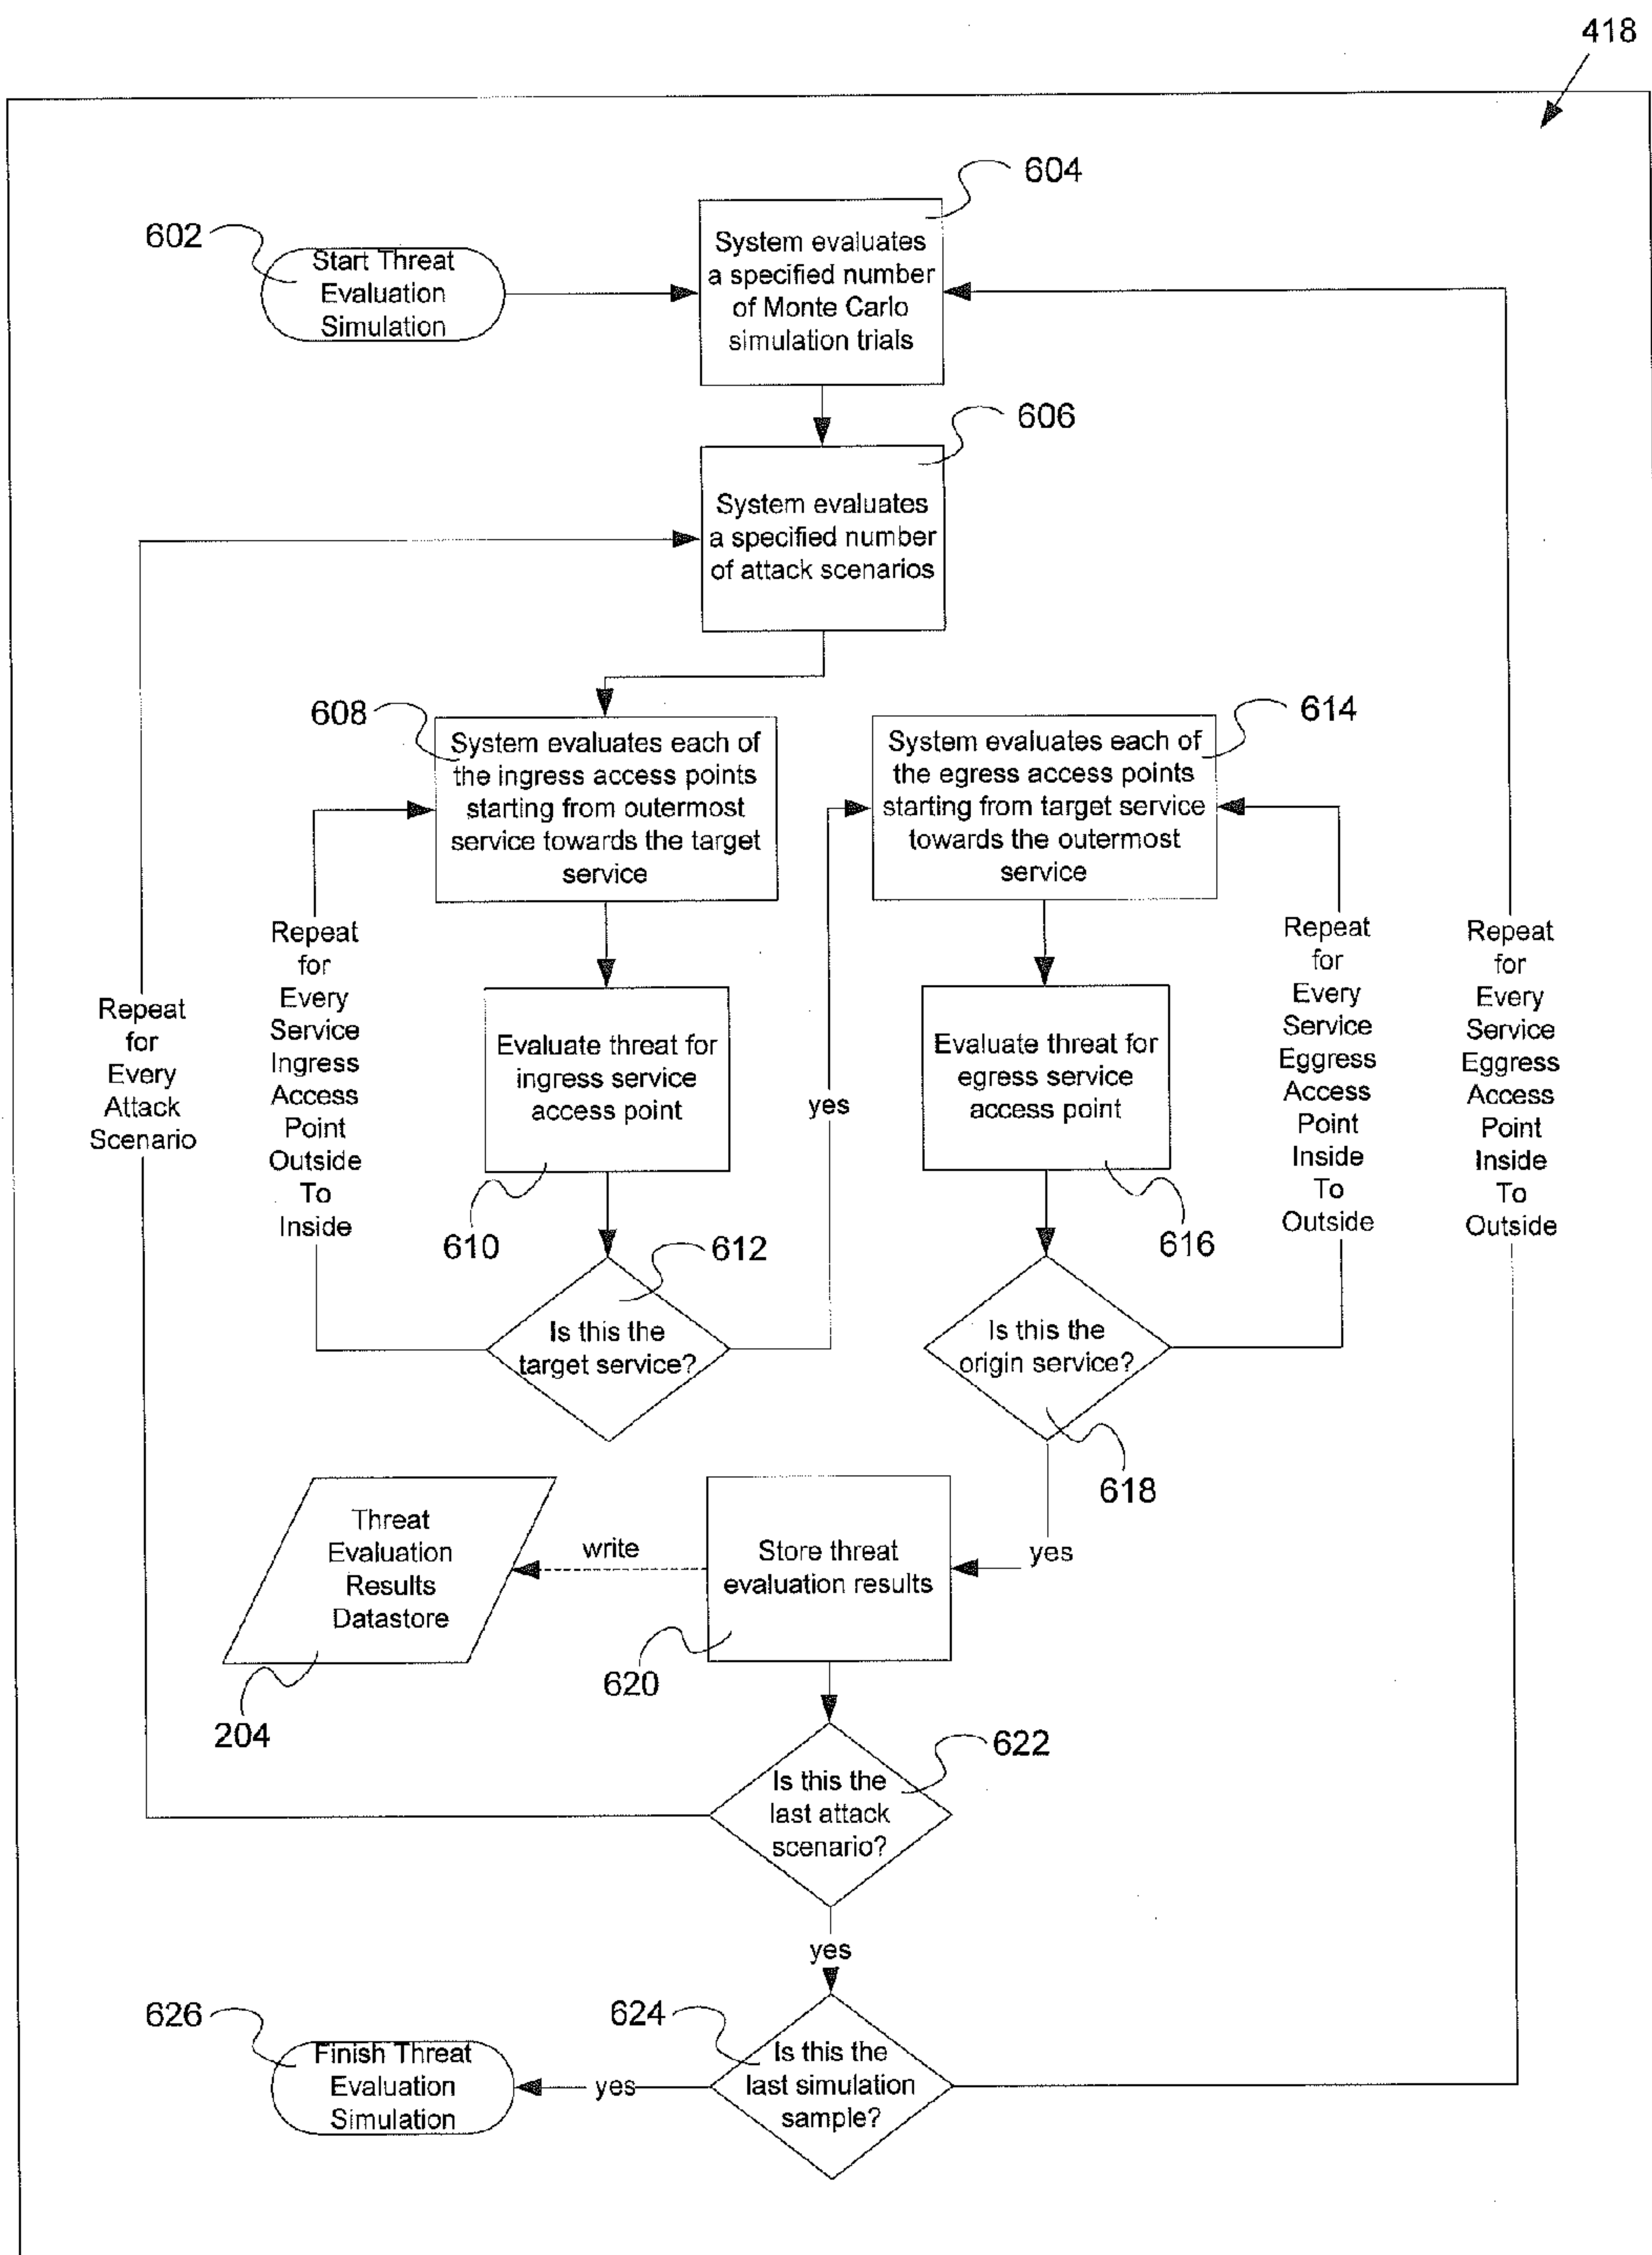 418
604
602
Start Threat
Evaluation
Simulation
System evaluates
a specified number
of Monte Carlo
simulation trials
606
System evaluates
a specified number
of attack scenarios
608
614
System evaluates each of
the ingress access points
starting from outermost
service towards the target
service
System evaluates each of
the egress access points
starting from target service
towards the outermost
service
Repeat
for
Every
Attack
Scenario
Repeat
for
Every
Service
Ingress
Access
Point
Outside
To
Inside
Evaluate threat for
ingress service
access point
yes
Evaluate threat for
egress service
access point
Repeat
for
Every
Service
Eggress
Access
Point
Inside
To
Outside
Repeat
for
Every
Service
Eggress
Access
Point
Inside
To
Outside
610
612
616
Is this the
target service?
Is this the
origin service?
618
Threat
Evaluation
Results
Datastore
write
Store threat
evaluation results
yes
620
204
622
Is this the
last attack
scenario?
yes
626
624
Finish Threat
Evaluation
Simulation
yes
Is this the
last simulation
sample?